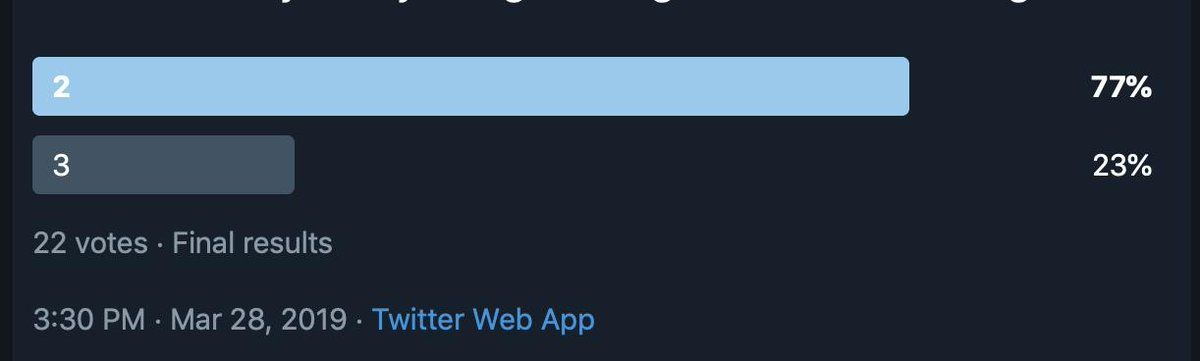 2 77%
3 23%
22 votes · Final results
3:30 PM · Mar 28, 2019 · Twitter Web App